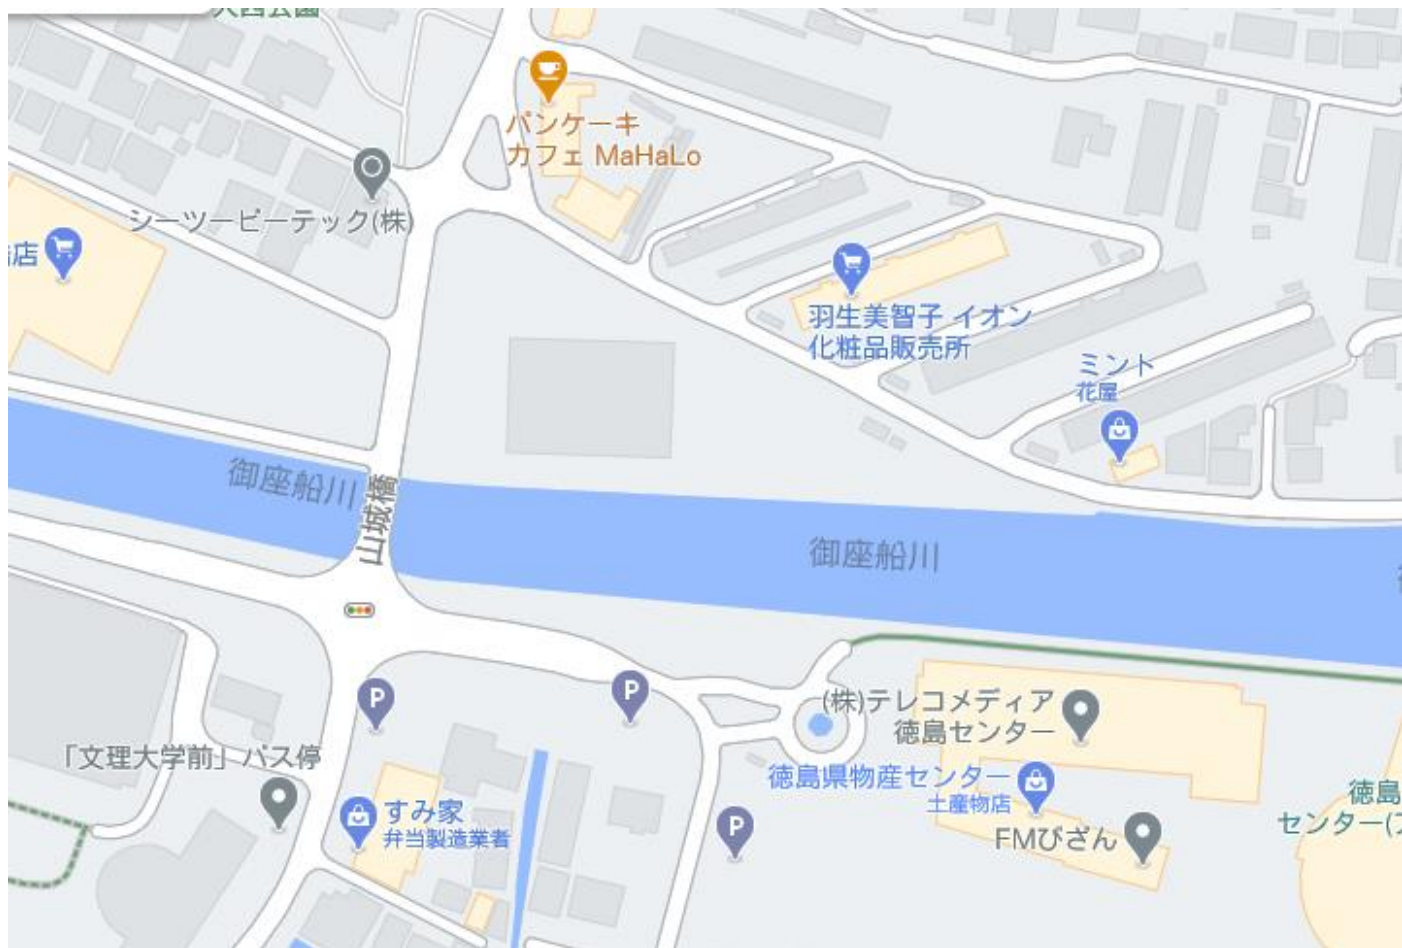 パンケーキ
カフェ MaHaLo
シーツーピーテック(株)
店
羽生美智子 イオン
化粧品販売所
ミント
花屋
御座船川
山城橋
御座船川
P
P
(株)テレコメディア
徳島センター
「文理大学前」バス停
徳島県物産センター
土産物店
すみ家
弁当製造業者
P
FMびざん
徳島
センター(ア